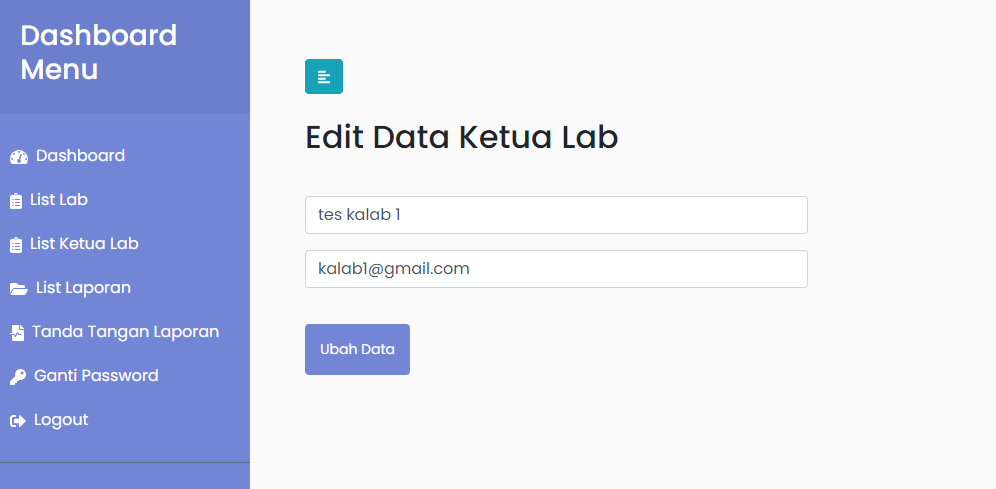 Dashboard
Menu
Dashboard
List Lab
List Ketua Lab
List Laporan
Tanda Tangan Laporan
Ganti Password
Logout
Edit Data Ketua Lab
tes kalab 1
kalab1@gmail.com
Ubah Data